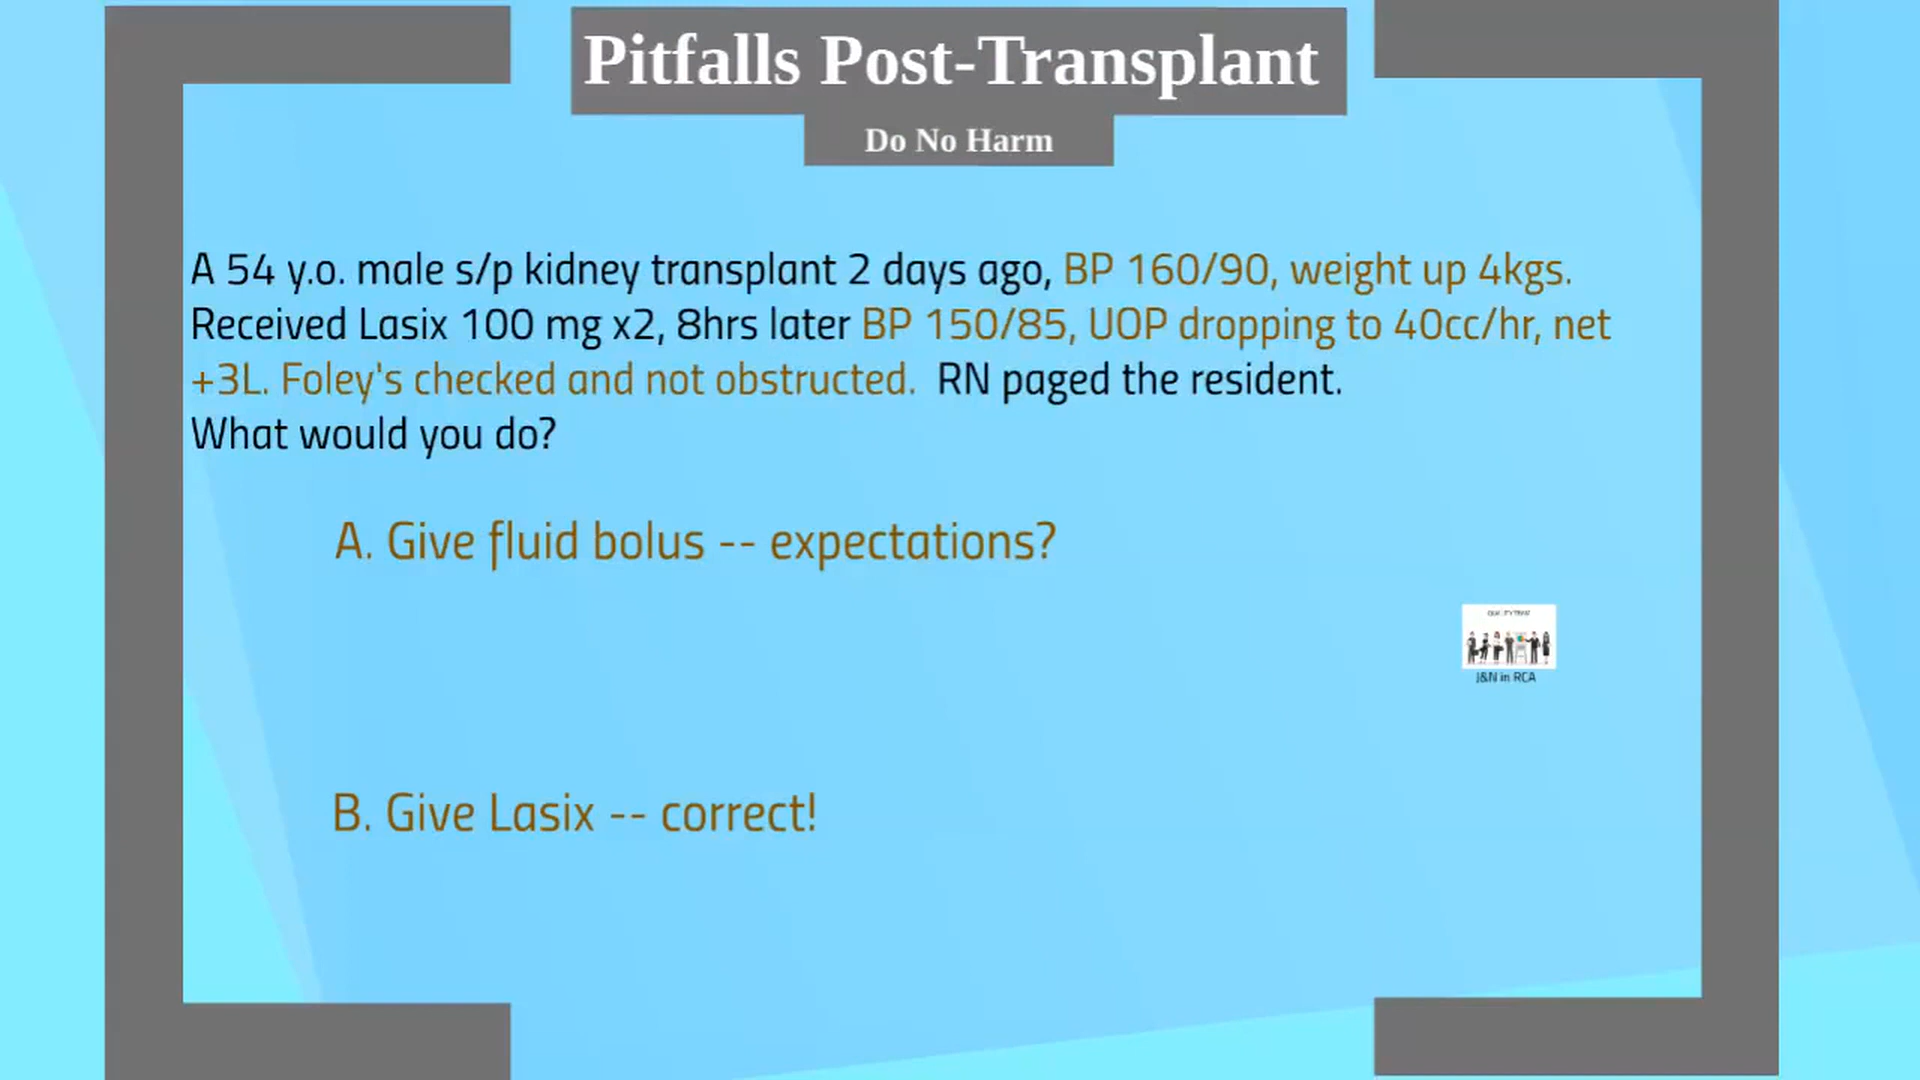 Pitfalls Post-Transplant
Do No Harm
A 54 y.o. male s/p kidney transplant 2 days ago, BP 160/90, weight up 4kgs.
Received Lasix 100 mg x2, 8hrs later BP 150/85, UOP dropping to 40cc/hr, net
+3L. Foley's checked and not obstructed. RN paged the resident.
What would you do?
A. Give fluid bolus -- expectations?
J&N in RCA
B. Give Lasix -- correct!